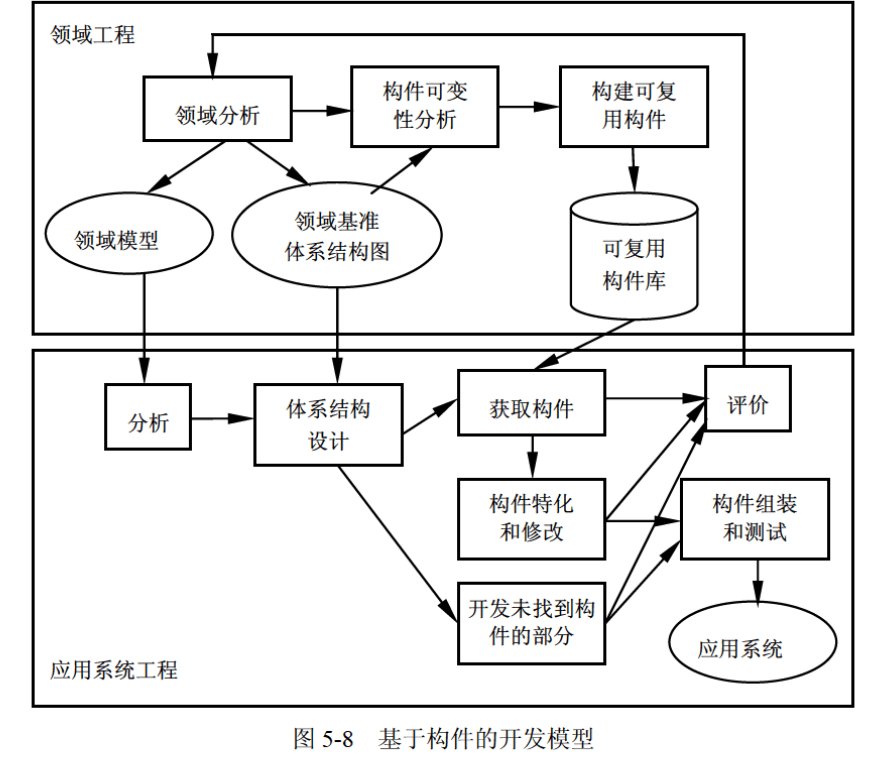 领域工程
领域分析
构件可变
性分析
构建可复
用构件
领域模型
领域基准
体系结构图
可复用
构件库
分析
体系结构
设计
获取构件
评价
构件特化
和修改
构件组装
和测试
开发未找到构
件的部分
应用系统
应用系统工程
图 5-8 基于构件的开发模型